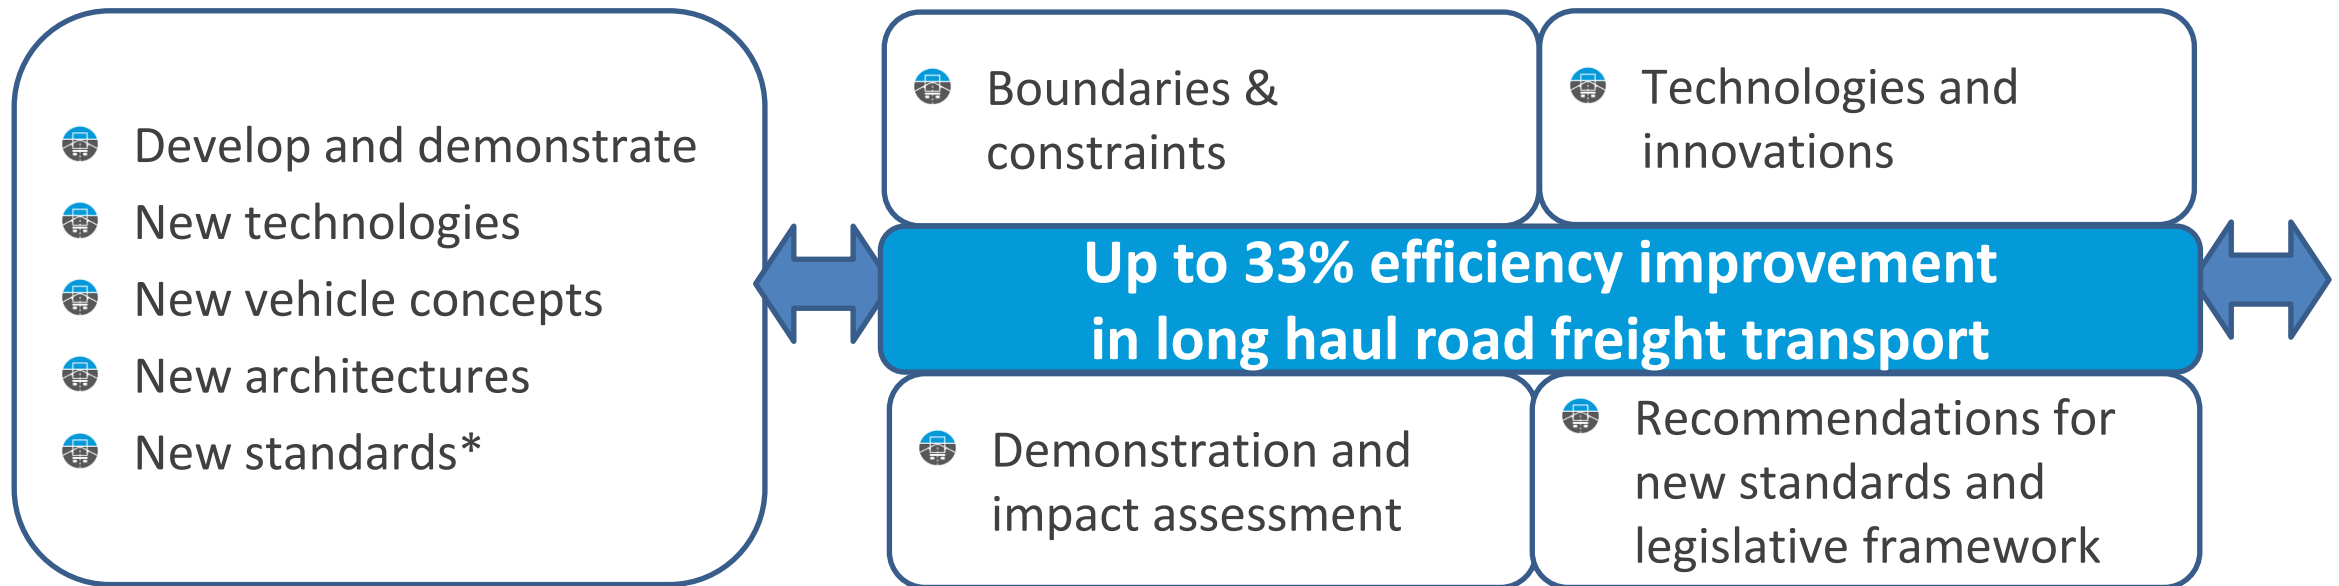 Develop and demonstrate
New technologies
New vehicle concepts
New architectures
New standards*
Boundaries &
constraints
Technologies and
innovations
Up to 33% efficiency improvement
in long haul road freight transport
Demonstration and
impact assessment
Recommendations for
new standards and
legislative framework